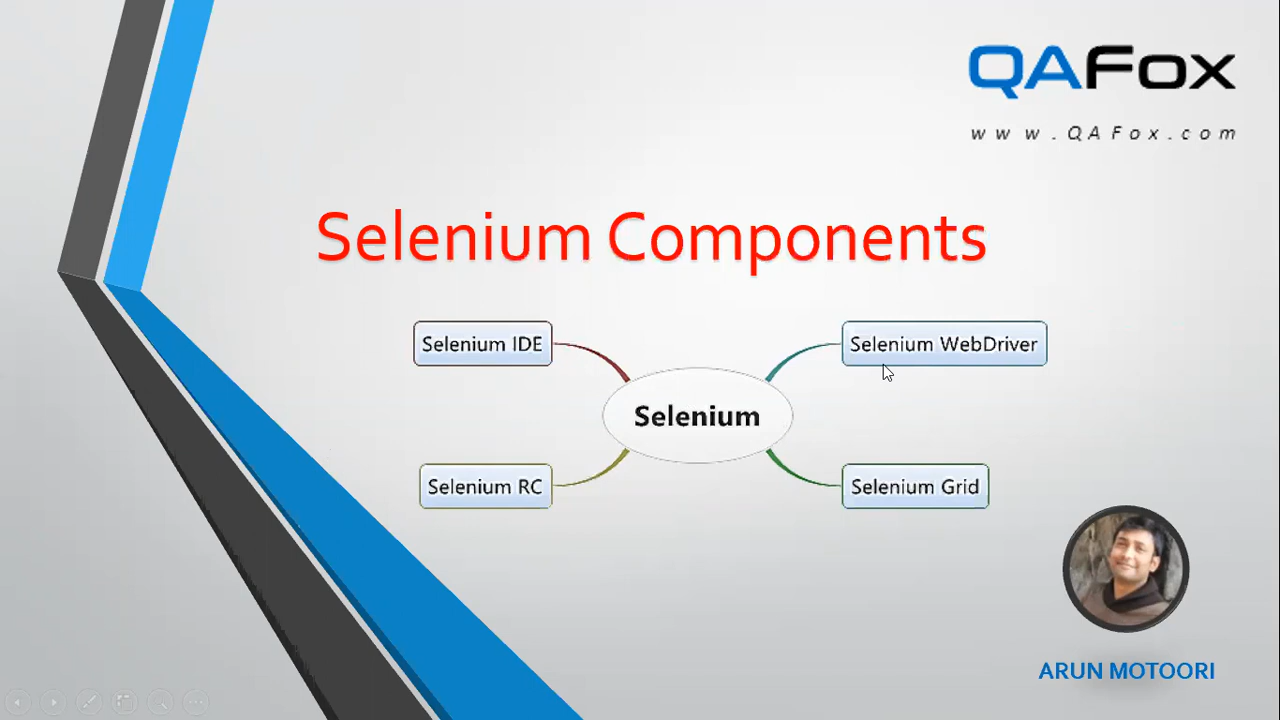 QAFox
www.QAFox.com
Selenium Components
Selenium IDE
Selenium WebDriver
Selenium
Selenium RC
Selenium Grid
ARUN MOTOORI